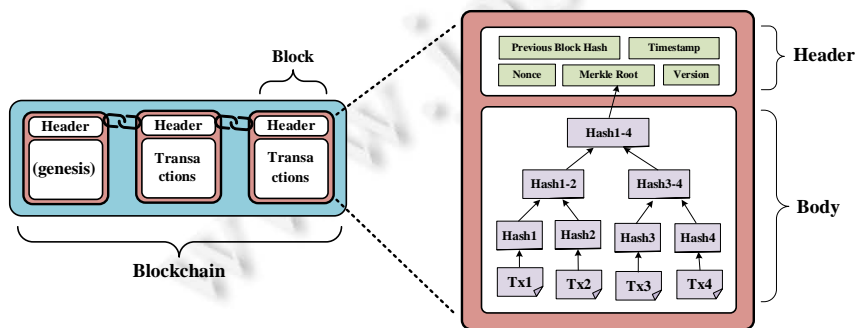 Block
Header
(genesis)
Header
Transa
ctions
Header
Transa
ctions
Blockchain
Previous Block Hash
Timestamp
Nonce
Merkle Root
Version
Header
Hash1-4
Hash1-2
Hash3-4
Hash1
Hash2
Hash3
Hash4
Tx1
Tx2
Tx3
Tx4
Body